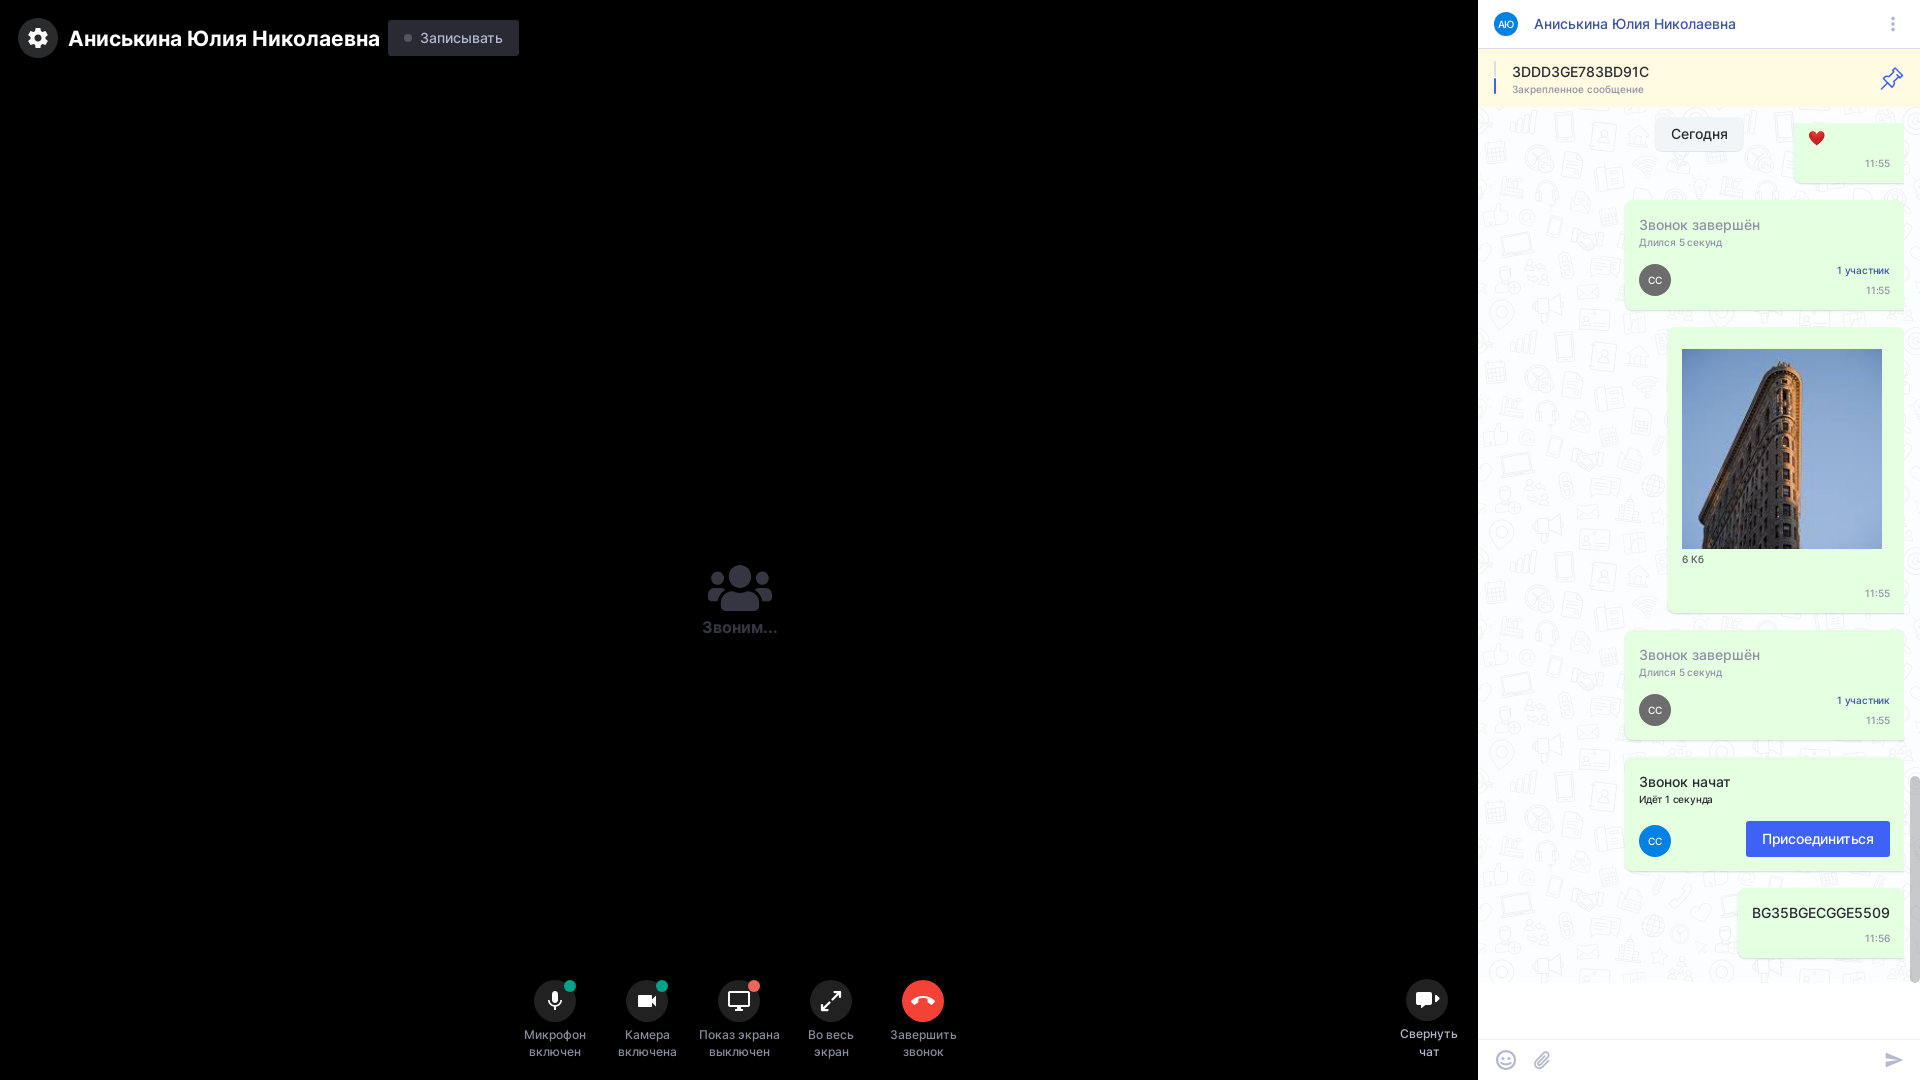 Аниськина Юлия Николаевна
Записывать
Звоним...
Микрофон
включен
Камера
включена
Показ экрана
выключен
Во весь
экран
Завершить
звонок
Свернуть
чат
АЮ
Аниськина Юлия Николаевна
3DDD3GE783BD91C
Закрепленное сообщение
Сегодня
11:55
Звонок завершён
Длился 5 секунд
СС
1 участник
11:55
6 Кб
11:55
Звонок завершён
Длился 5 секунд
СС
1 участник
11:55
Звонок начат
Идёт 1 секунда
СС
Присоединиться
BG35BGECGGE5509
11:56